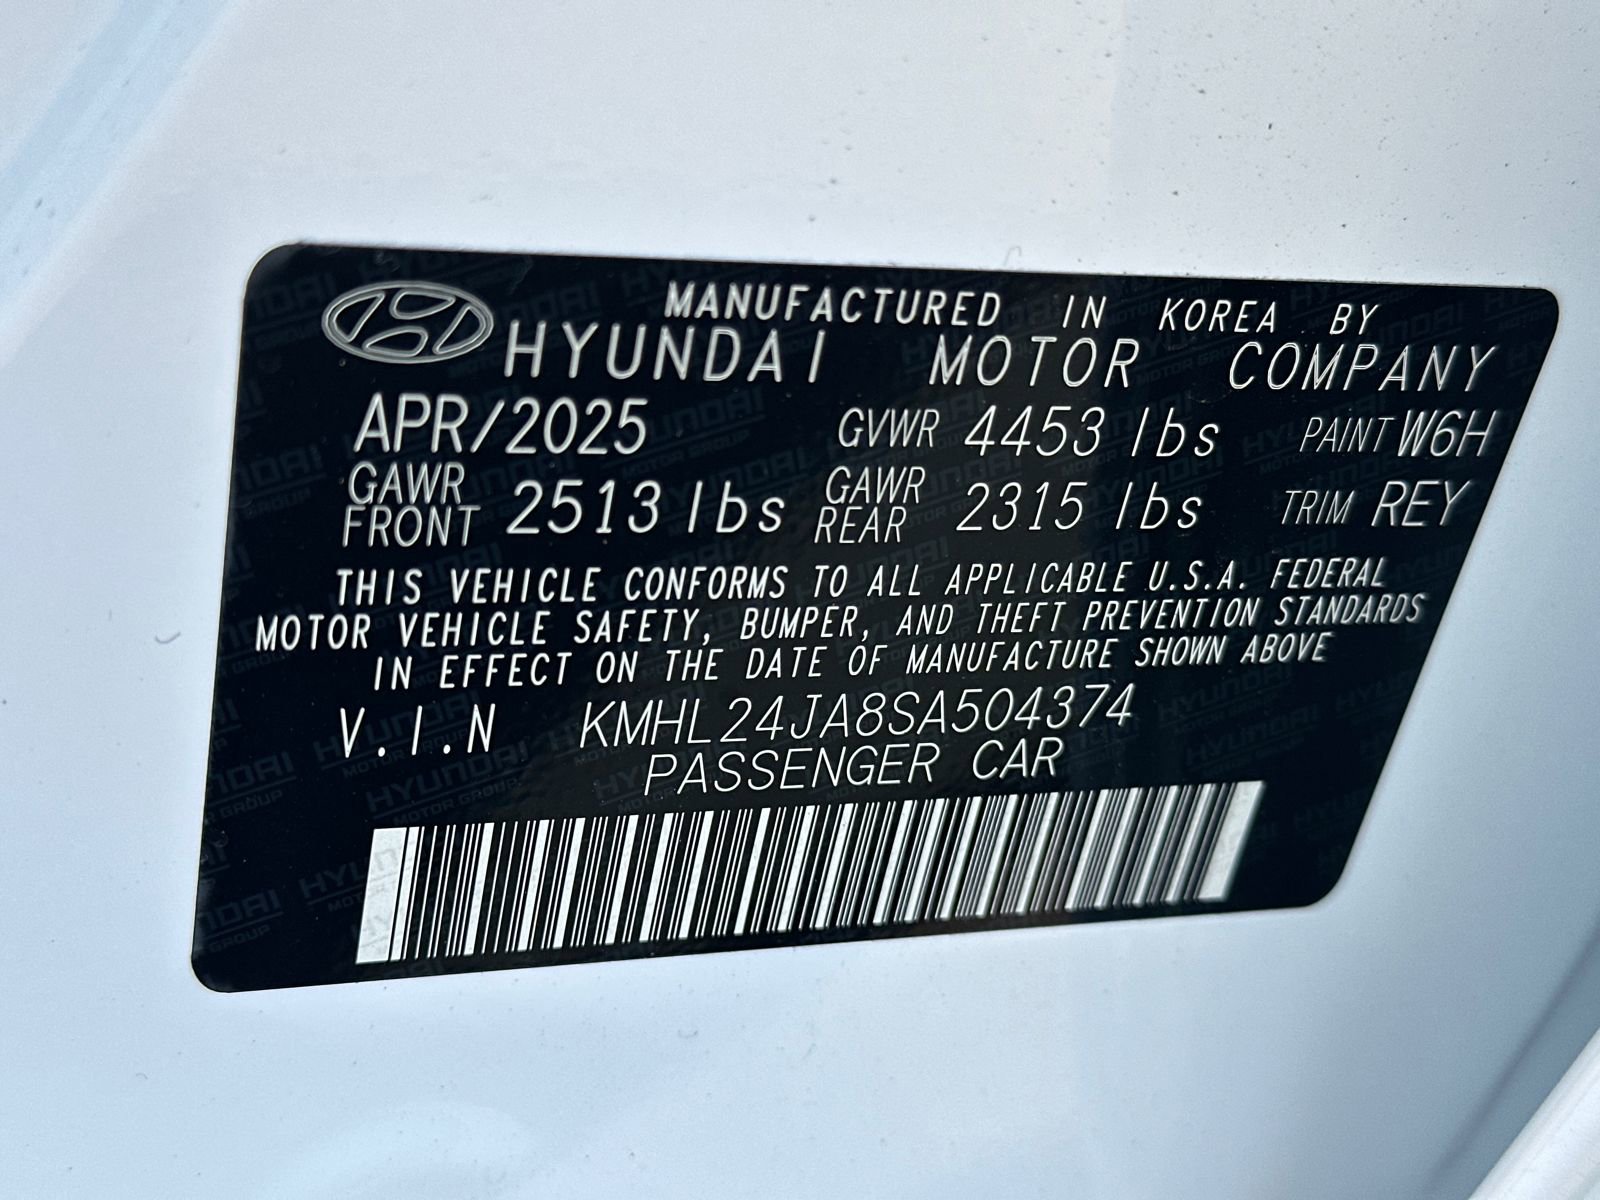 MANUFACTURED IN KOREA BY
HYUNDAI MOTOR COMPANY
APR/2025 GVWR 4453 lbs PAINT W6H
GAWR FRONT 2513 lbs GAWR REAR 2315 lbs TRIM REY
THIS VEHICLE CONFORMS TO ALL APPLICABLE U.S.A. FEDERAL
MOTOR VEHICLE SAFETY, BUMPER, AND THEFT PREVENTION STANDARDS
IN EFFECT ON THE DATE OF MANUFACTURE SHOWN ABOVE
V.I.N KMHL24JA8SA504374
PASSENGER CAR